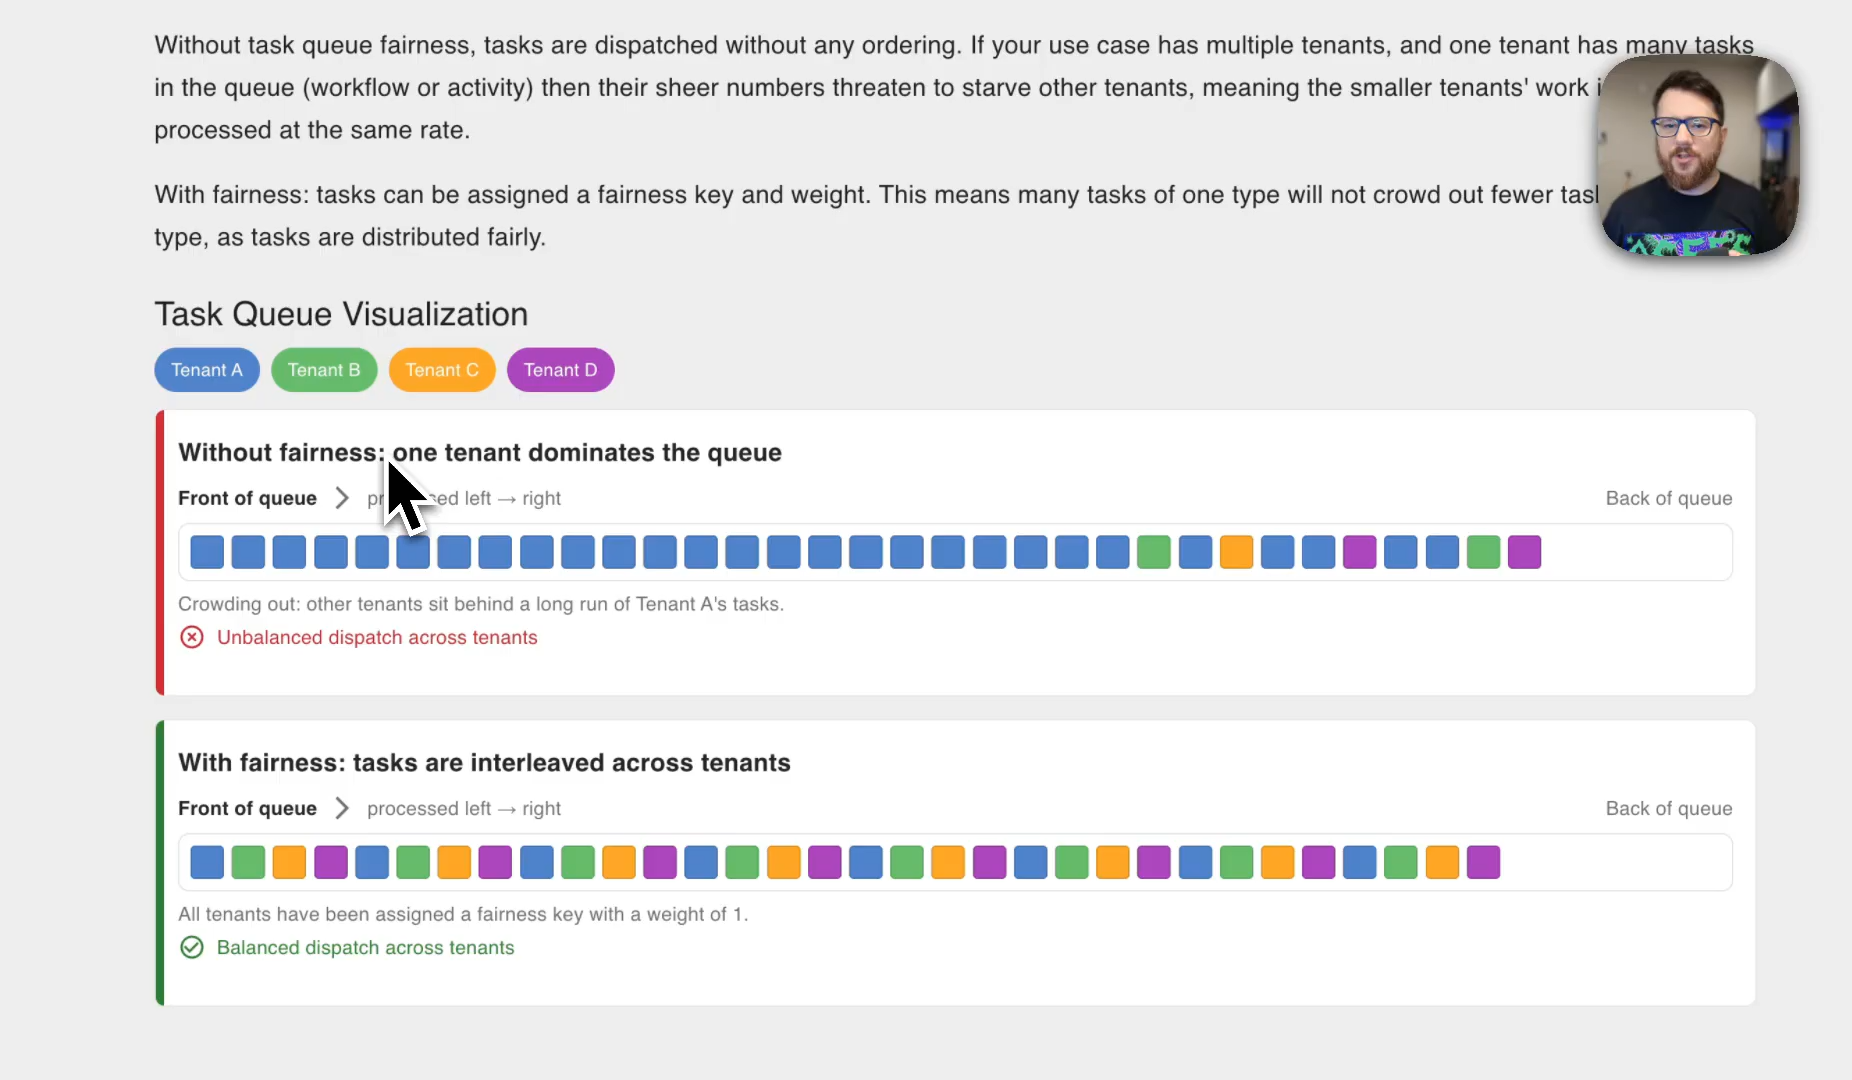 Without task queue fairness, tasks are dispatched without any ordering. If your use case has multiple tenants, and one tenant has many tasks
in the queue (workflow or activity) then their sheer numbers threaten to starve other tenants, meaning the smaller tenants' work
processed at the same rate.
With fairness: tasks can be assigned a fairness key and weight. This means many tasks of one type will not crowd out fewer
type, as tasks are distributed fairly.
Task Queue Visualization
Tenant A Tenant B Tenant C Tenant D
Without fairness: one tenant dominates the queue
Front of queue left → right Back of queue
Crowding out: other tenants sit behind a long run of Tenant A's tasks.
Unbalanced dispatch across tenants
With fairness: tasks are interleaved across tenants
Front of queue processed left → right Back of queue
All tenants have been assigned a fairness key with a weight of 1.
Balanced dispatch across tenants